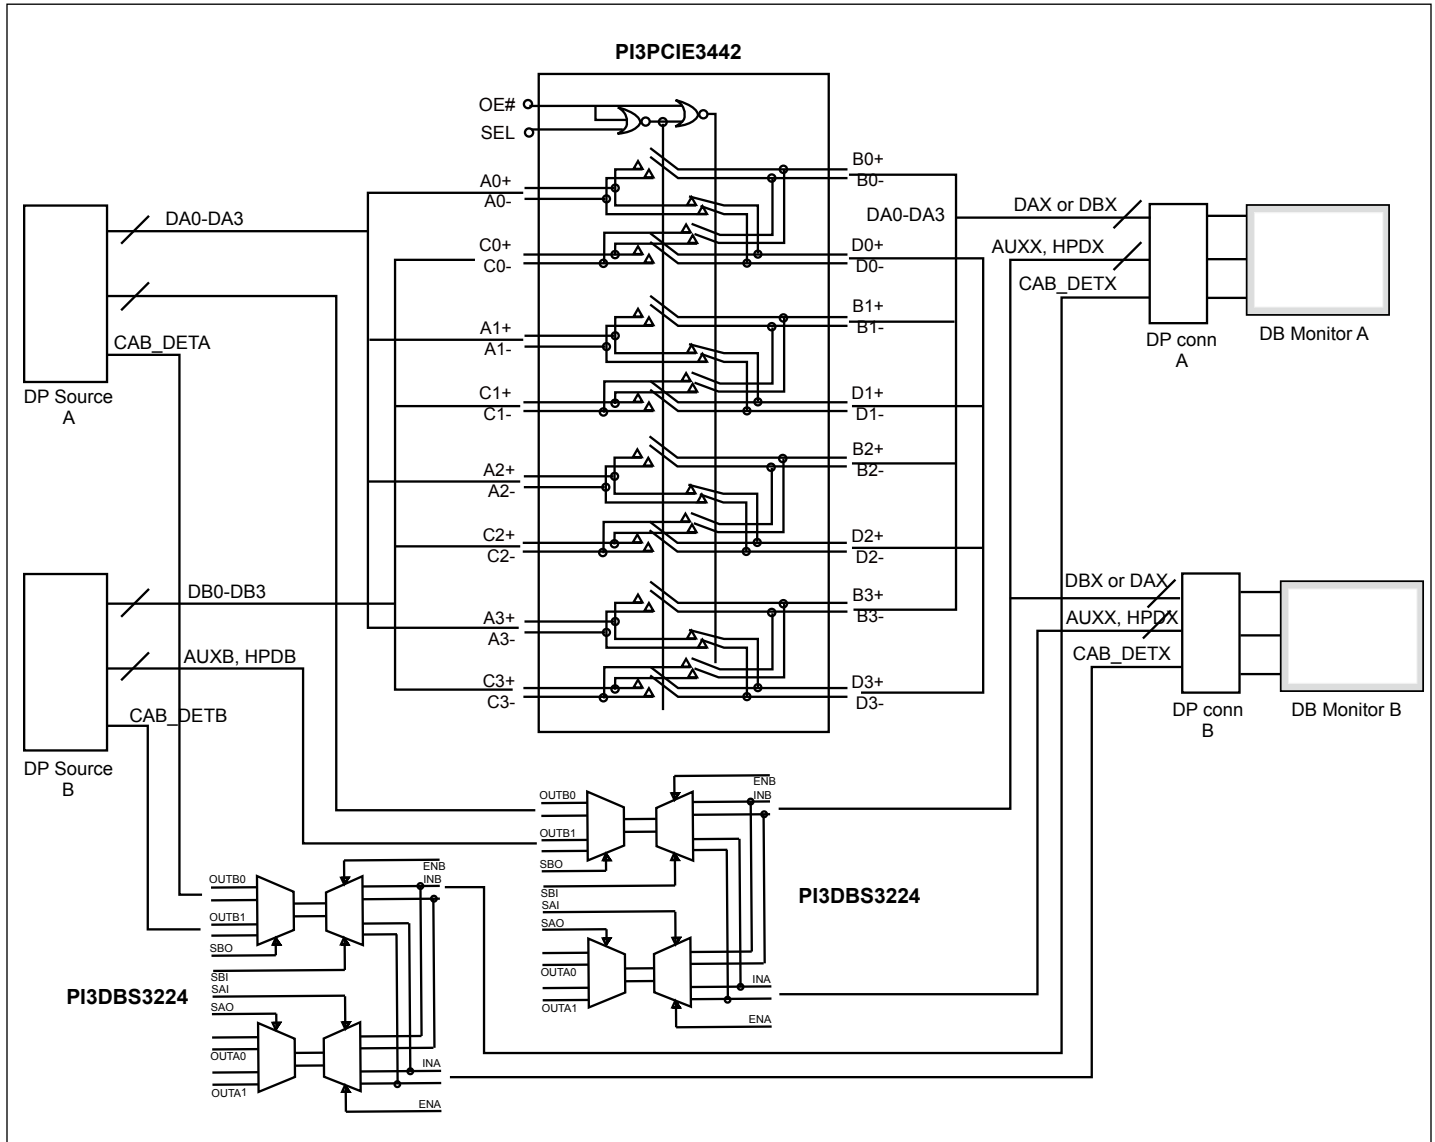 PI3PCIE3442
OE#
SEL
A0+
A0-
C0+
C0-
A1+
A1-
C1+
C1-
A2+
A2-
C2+
C2-
A3+
A3-
C3+
C3-
B0+
B0-
D0+
D0-
B1+
B1-
D1+
D1-
B2+
B2-
D2+
D2-
B3+
B3-
D3+
D3-
DA0-DA3
CAB_DETA
DP Source
A
DB0-DB3
AUXB, HPDB
CAB_DETB
DP Source
B
DA0-DA3
DAX or DBX
AUXX, HPDX
CAB_DETX
DP conn
A
DB Monitor A
DBX or DAX
AUXX, HPDX
CAB_DETX
DP conn
B
DB Monitor B
OUTB0
OUTB1
SBO
SBI
SAI
SAO
OUTA0
OUTA1
ENB
INB
INA
ENA
PI3DBS3224
OUTB0
OUTB1
SBO
SBI
SAI
SAO
OUTA0
OUTA1
ENB
INB
INA
ENA
PI3DBS3224